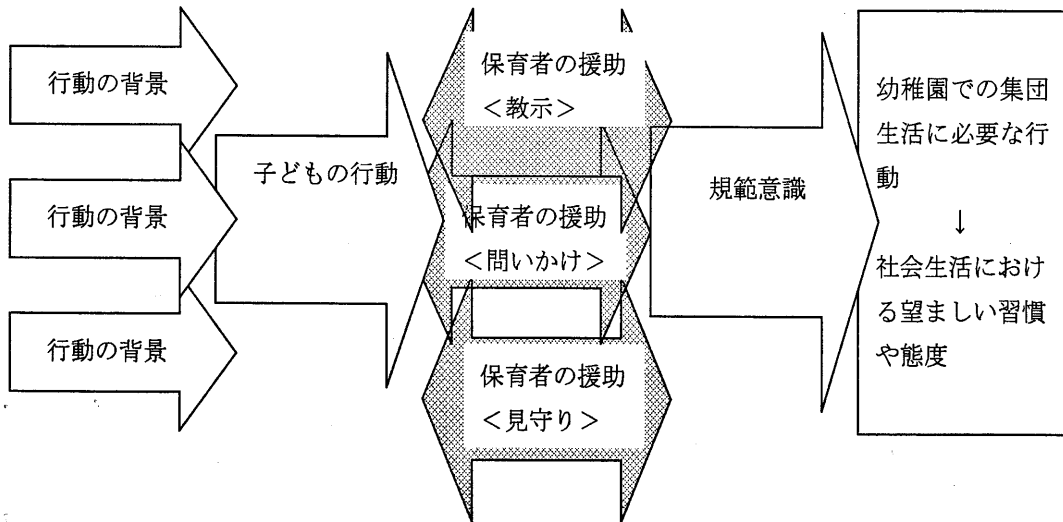 行動の背景
行動の背景
行動の背景
子どもの行動
保育者の援助
＜教示＞
保育者の援助
＜問いかけ＞
保育者の援助
＜見守り＞
規範意識
幼稚園での集団
生活に必要な行
動
↓
社会生活におけ
る望ましい習慣
や態度